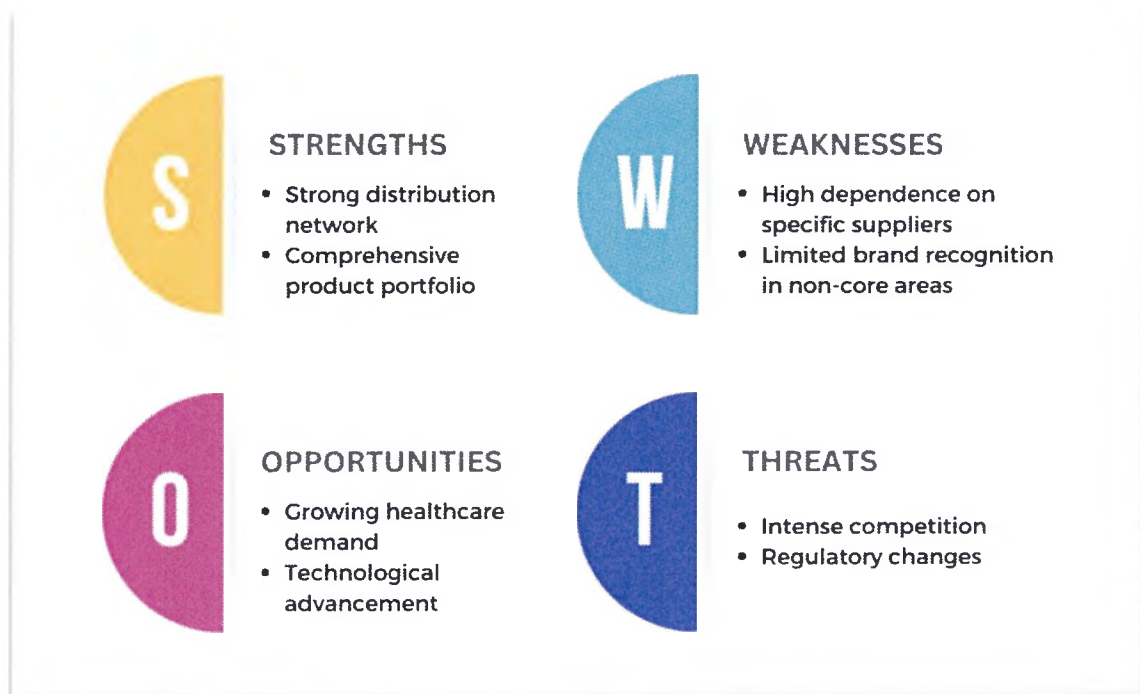 S
STRENGTHS
• Strong distribution
network
• Comprehensive
product portfolio
W
WEAKNESSES
• High dependence on
specific suppliers
• Limited brand recognition
in non-core areas
O
OPPORTUNITIES
• Growing healthcare
demand
• Technological
advancement
T
THREATS
• Intense competition
• Regulatory changes